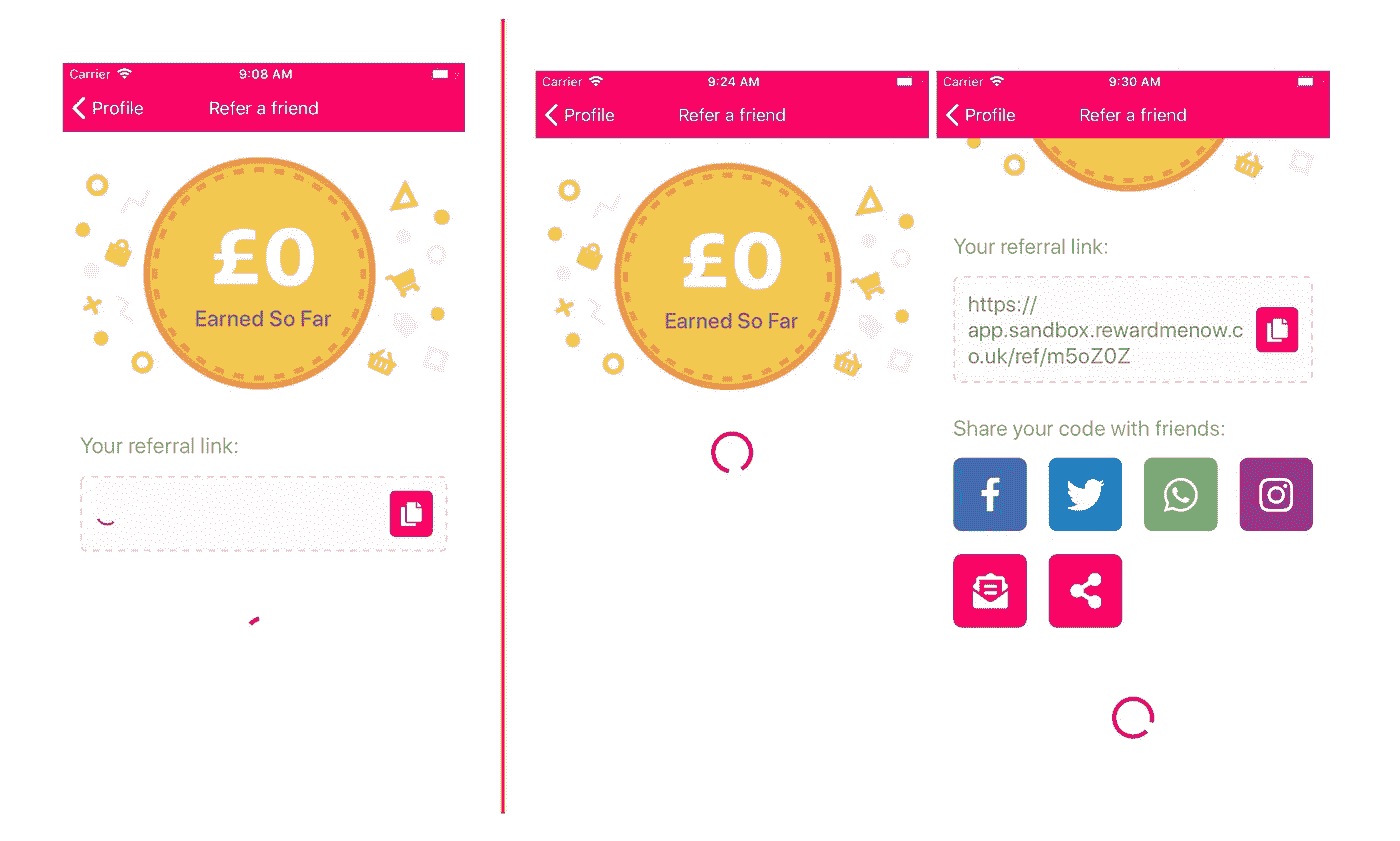 Carrier 9:08 AM
Profile Refer a friend
£0
Earned So Far
Your referral link:
Carrier 9:24 AM
Profile Refer a friend
£0
Earned So Far
Carrier 9:30 AM
Profile Refer a friend
Your referral link:
https://
app.sandbox.rewardmenow.c
o.uk/ref/m5oZ0Z
Share your code with friends: